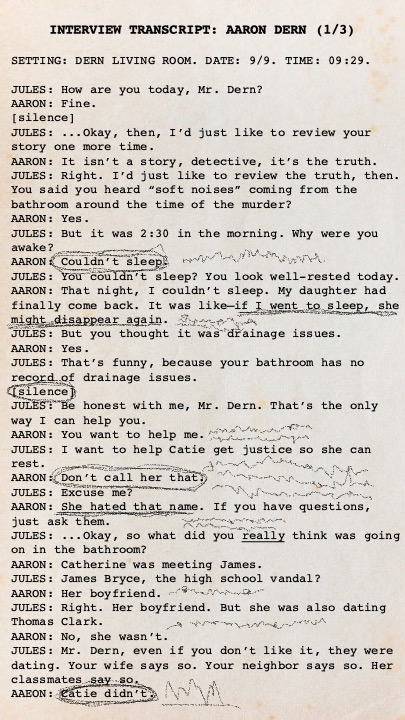 INTERVIEW TRANSCRIPT: AARON DERN (1/3)
SETTING: DERN LIVING ROOM. DATE: 9/9. TIME: 09:29.
JULES: How are you today, Mr. Dern?
AARON: Fine.
[silence]
JULES: ...Okay, then, I'd just like to review your
story one more time.
AARON: It isn't a story, detective, it's the truth.
JULES: Right. I'd just like to review the truth, then.
You said you heard “soft noises” coming from the
bathroom around the time of the murder?
AARON: Yes.
JULES: But it was 2:30 in the morning. Why were you
awake?
AARON: Couldn't sleep.
JULES: You couldn't sleep? You look well-rested today.
AARON: That night, I couldn't sleep. My daughter had
finally come back. It was like—if I went to sleep, she
might disappear again.
JULES: But you thought it was drainage issues.
AARON: Yes.
JULES: That's funny, because your bathroom has no
record of drainage issues.
[silence]
JULES: Be honest with me, Mr. Dern. That's the only
way I can help you.
AARON: You want to help me.
JULES: I want to help Catie get justice so she can
rest.
AARON: Don't call her that.
JULES: Excuse me?
AARON: She hated that name. If you have questions,
just ask them.
JULES: ...Okay, so what did you really think was going
on in the bathroom?
AARON: Catherine was meeting James.
JULES: James Bryce, the high school vandal?
AARON: Her boyfriend.
JULES: Right. Her boyfriend. But she was also dating
Thomas Clark.
AARON: No, she wasn't.
JULES: Mr. Dern, even if you don't like it, they were
dating. Your wife says so. Your neighbor says so. Her
classmates say so.
AAEON: Catie didn't.